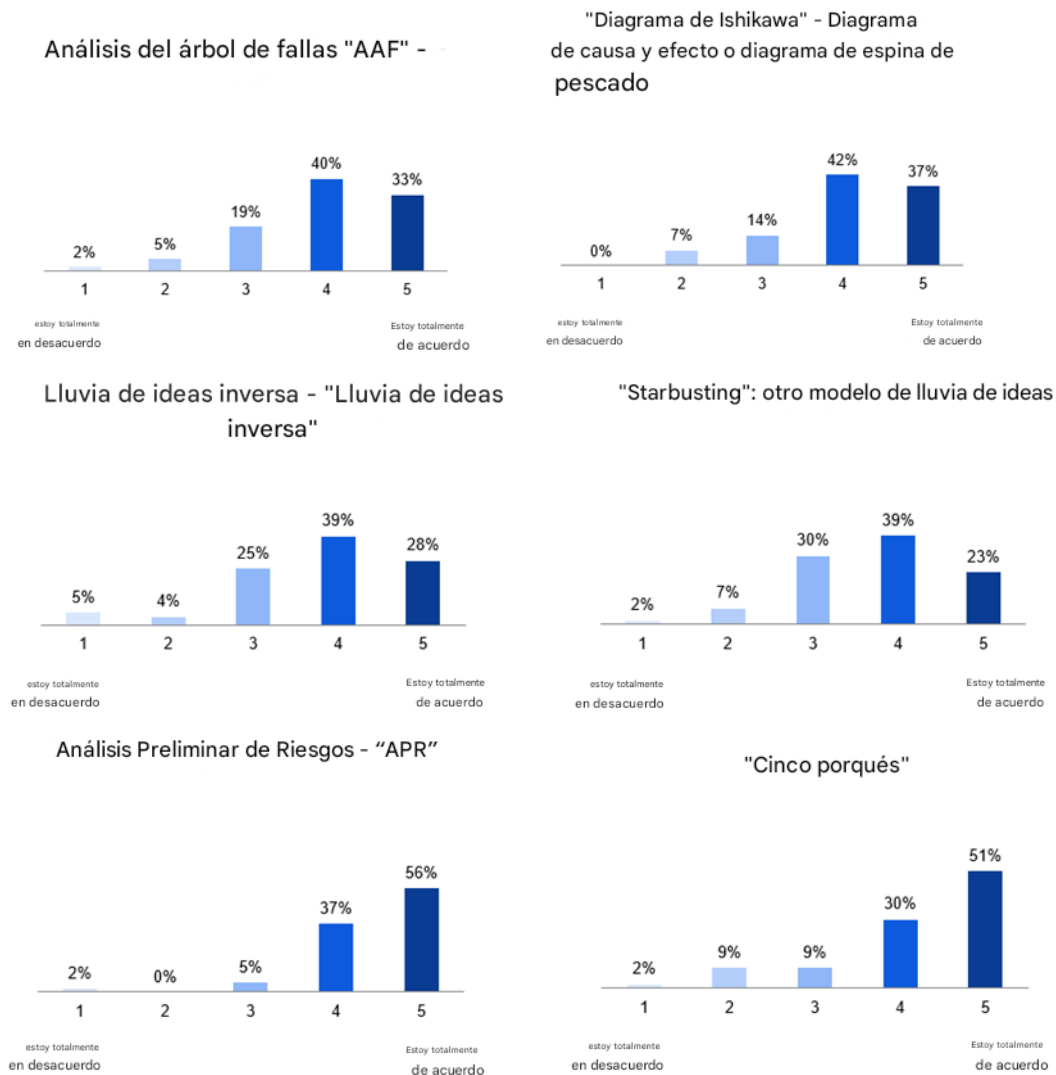 Análisis del árbol de fallas "AAF" -
40%
33%
19%
5%
2%
1 2 3 4 5
estoy totalmente
en desacuerdo
Estoy totalmente
de acuerdo
"Diagrama de Ishikawa" - Diagrama
de causa y efecto o diagrama de espina de
pescado
42%
37%
14%
7%
0%
1 2 3 4 5
estoy totalmente
en desacuerdo
Estoy totalmente
de acuerdo
Lluvia de ideas inversa - "Lluvia de ideas
inversa"
39%
28%
25%
5%
4%
1 2 3 4 5
estoy totalmente
en desacuerdo
Estoy totalmente
de acuerdo
"Starbusting": otro modelo de lluvia de ideas
39%
30%
23%
7%
2%
1 2 3 4 5
estoy totalmente
en desacuerdo
Estoy totalmente
de acuerdo
Análisis Preliminar de Riesgos - “APR”
56%
37%
5%
2%
0%
1 2 3 4 5
estoy totalmente
en desacuerdo
Estoy totalmente
de acuerdo
"Cinco porqués"
51%
30%
9% 9%
2%
1 2 3 4 5
estoy totalmente
en desacuerdo
Estoy totalmente
de acuerdo